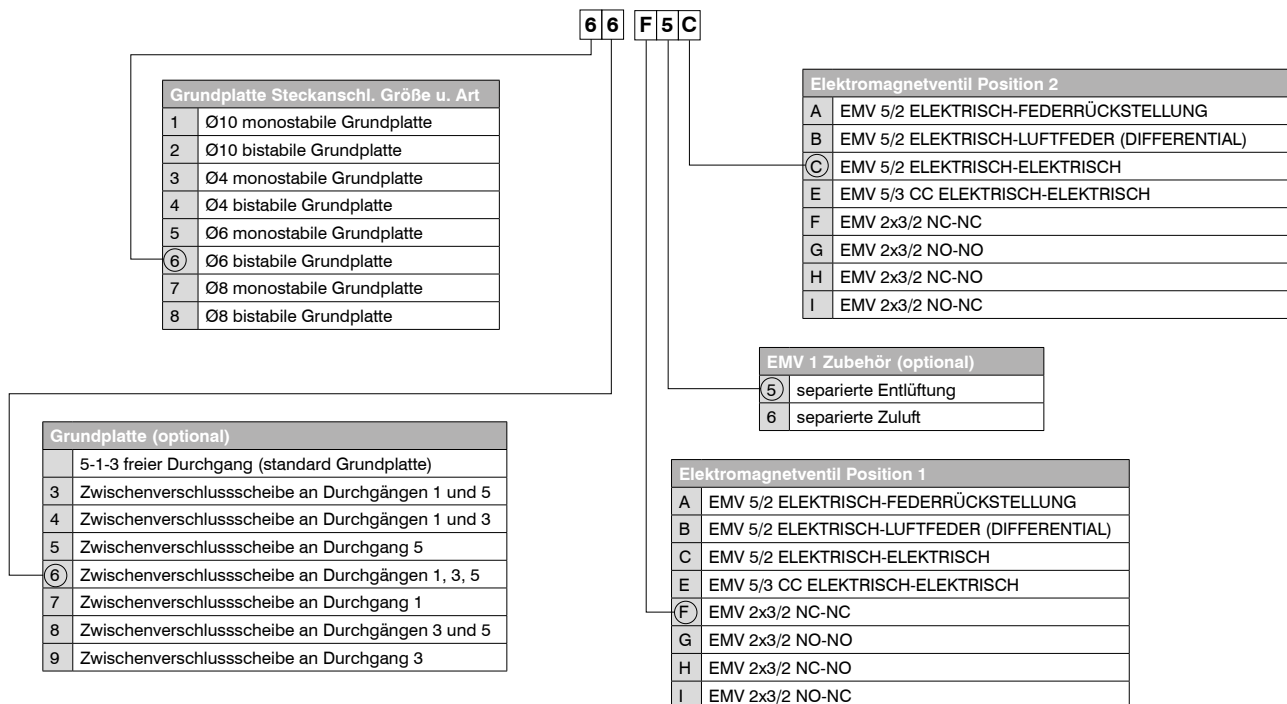 6 6 F 5 C
Grundplatte Steckanschl. Größe u. Art
1 Ø10 monostabile Grundplatte
2 Ø10 bistabile Grundplatte
3 Ø4 monostabile Grundplatte
4 Ø4 bistabile Grundplatte
5 Ø6 monostabile Grundplatte
6 Ø6 bistabile Grundplatte
7 Ø8 monostabile Grundplatte
8 Ø8 bistabile Grundplatte
Elektromagnetventil Position 2
A EMV 5/2 ELEKTRISCH-FEDERRÜCKSTELLUNG
B EMV 5/2 ELEKTRISCH-LUFTFEDER (DIFFERENTIAL)
C EMV 5/2 ELEKTRISCH-ELEKTRISCH
E EMV 5/3 CC ELEKTRISCH-ELEKTRISCH
F EMV 2x3/2 NC-NC
G EMV 2x3/2 NO-NO
H EMV 2x3/2 NC-NO
I EMV 2x3/2 NO-NC
EMV 1 Zubehör (optional)
5 separierte Entlüftung
6 separierte Zuluft
Grundplatte (optional)
5-1-3 freier Durchgang (standard Grundplatte)
3 Zwischenverschlussscheibe an Durchgängen 1 und 5
4 Zwischenverschlussscheibe an Durchgängen 1 und 3
5 Zwischenverschlussscheibe an Durchgang 5
6 Zwischenverschlussscheibe an Durchgängen 1, 3, 5
7 Zwischenverschlussscheibe an Durchgang 1
8 Zwischenverschlussscheibe an Durchgängen 3 und 5
9 Zwischenverschlussscheibe an Durchgang 3
Elektromagnetventil Position 1
A EMV 5/2 ELEKTRISCH-FEDERRÜCKSTELLUNG
B EMV 5/2 ELEKTRISCH-LUFTFEDER (DIFFERENTIAL)
C EMV 5/2 ELEKTRISCH-ELEKTRISCH
E EMV 5/3 CC ELEKTRISCH-ELEKTRISCH
F EMV 2x3/2 NC-NC
G EMV 2x3/2 NO-NO
H EMV 2x3/2 NC-NO
I EMV 2x3/2 NO-NC